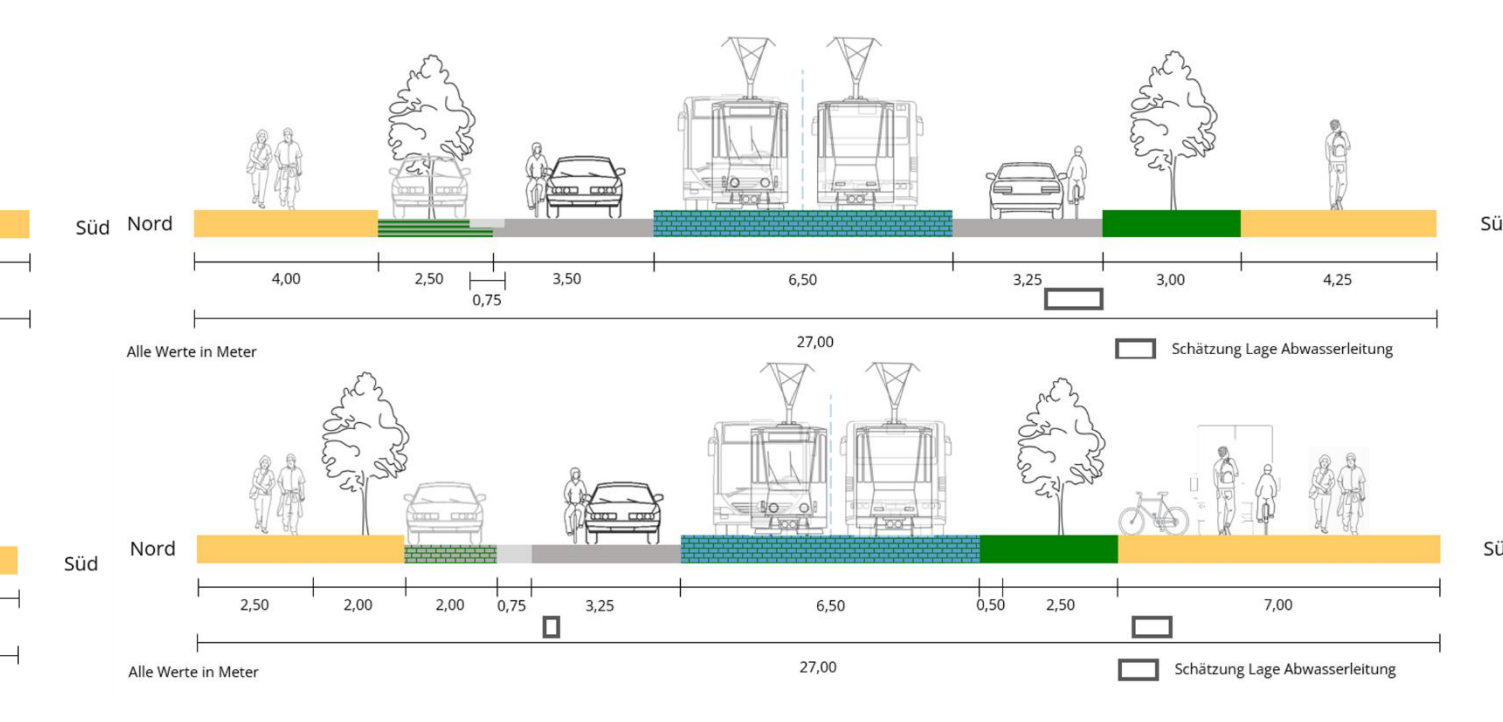 Süd
Nord
Sü
4,00
2,50
3,50
6,50
3,25
3,00
4,25
0,75
27,00
Alle Werte in Meter
Schätzung Lage Abwasserleitung
Süd
Nord
Sü
2,50
2,00
2,00
0,75
3,25
6,50
0,50
2,50
7,00
27,00
Alle Werte in Meter
Schätzung Lage Abwasserleitung